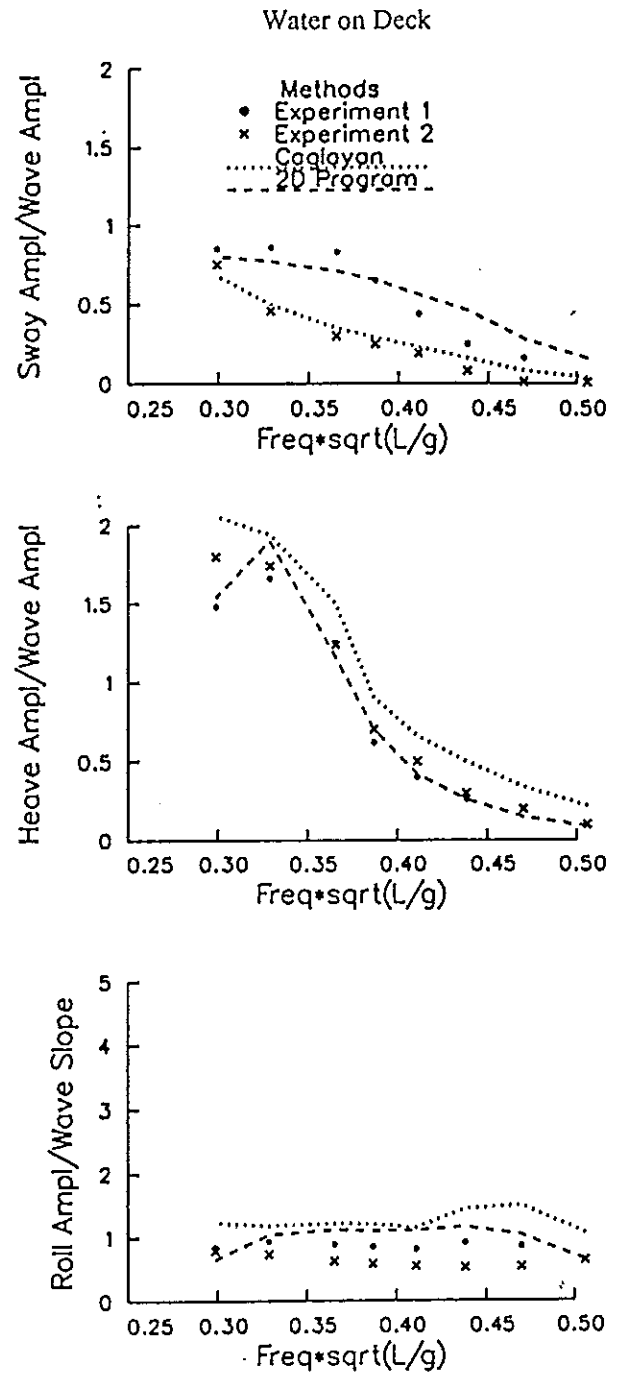 Water on Deck
Sway Ampl/Wave Ampl
2
1.5
1
0.5
0
Methods
Experiment 1
Experiment 2
Caglayan
2D Program
0.25 0.30 0.35 0.40 0.45 0.50
Freq*sqrt(L/g)
Heave Ampl/Wave Ampl
2
1.5
1
0.5
0
0.25 0.30 0.35 0.40 0.45 0.50
Freq*sqrt(L/g)
Roll Ampl/Wave Slope
5
4
3
2
1
0
0.25 0.30 0.35 0.40 0.45 0.50
Freq*sqrt(L/g)